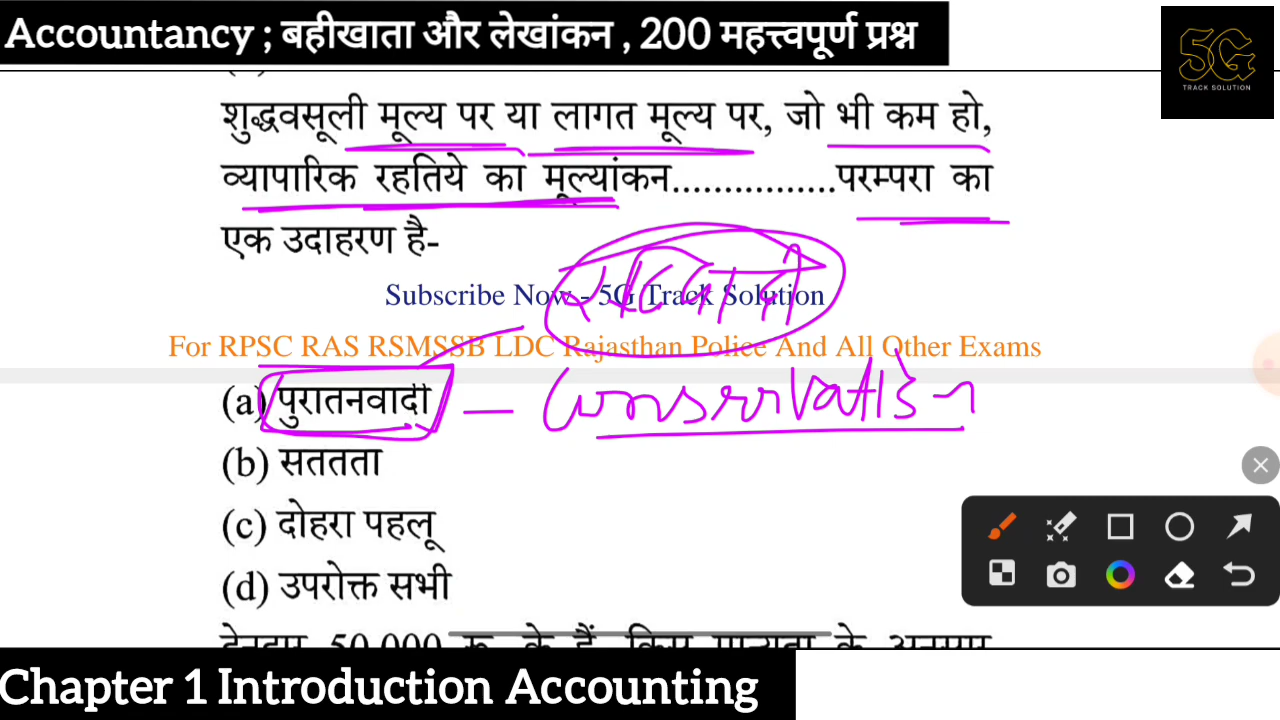 Accountancy ; बहीखाता और लेखांकन , 200 महत्त्वपूर्ण प्रश्न
5G
TRACK SOLUTION
शुद्धवसूली मूल्य पर या लागत मूल्य पर, जो भी कम हो,
व्यापारिक रहतिये का मूल्यांकन................परम्परा का
एक उदाहरण है-
Subscribe Now - 5G Track Solution
For RPSC RAS RSMSSB LDC Rajasthan Police And All Other Exams
(a) पुरातनवादी
(b) सततता
(c) दोहरा पहलू
(d) उपरोक्त सभी
Chapter 1 Introduction Accounting